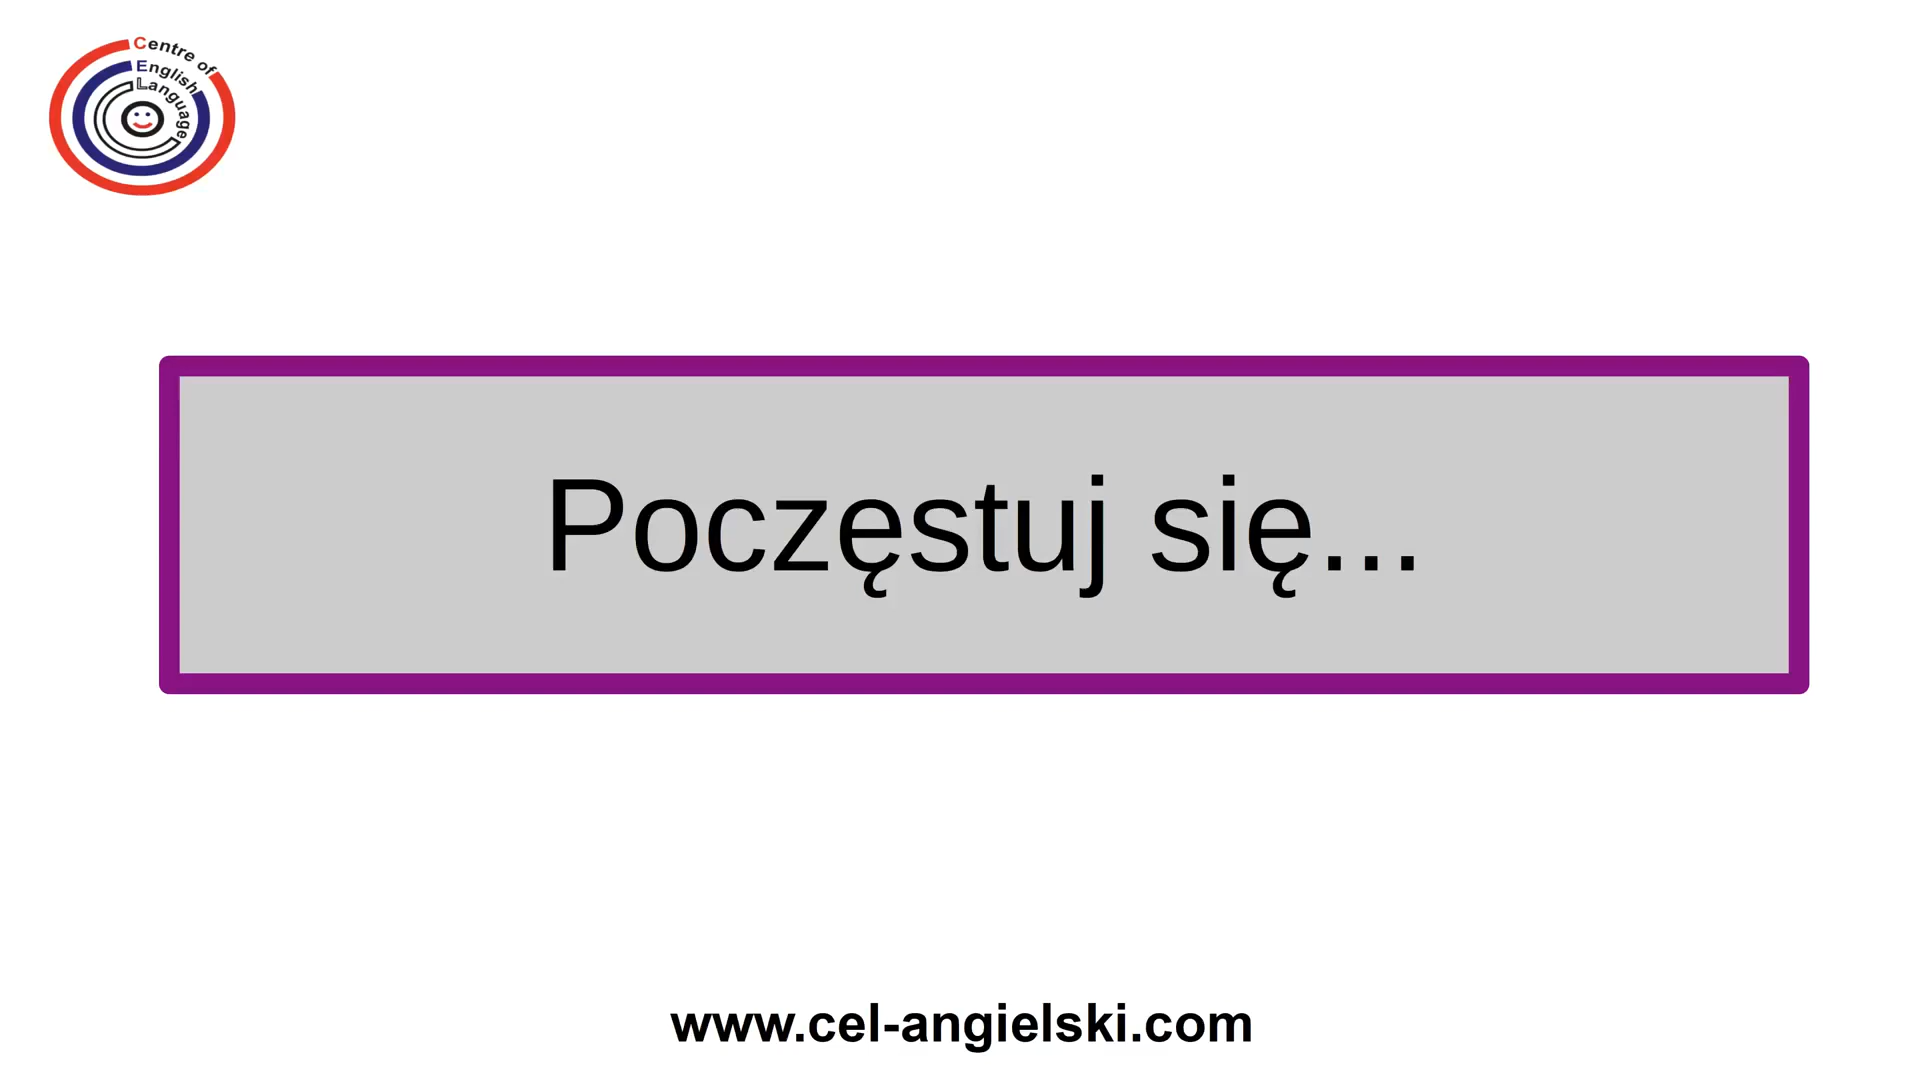 Centre of
English
Language
Poczęstuj się...
www.cel-angielski.com